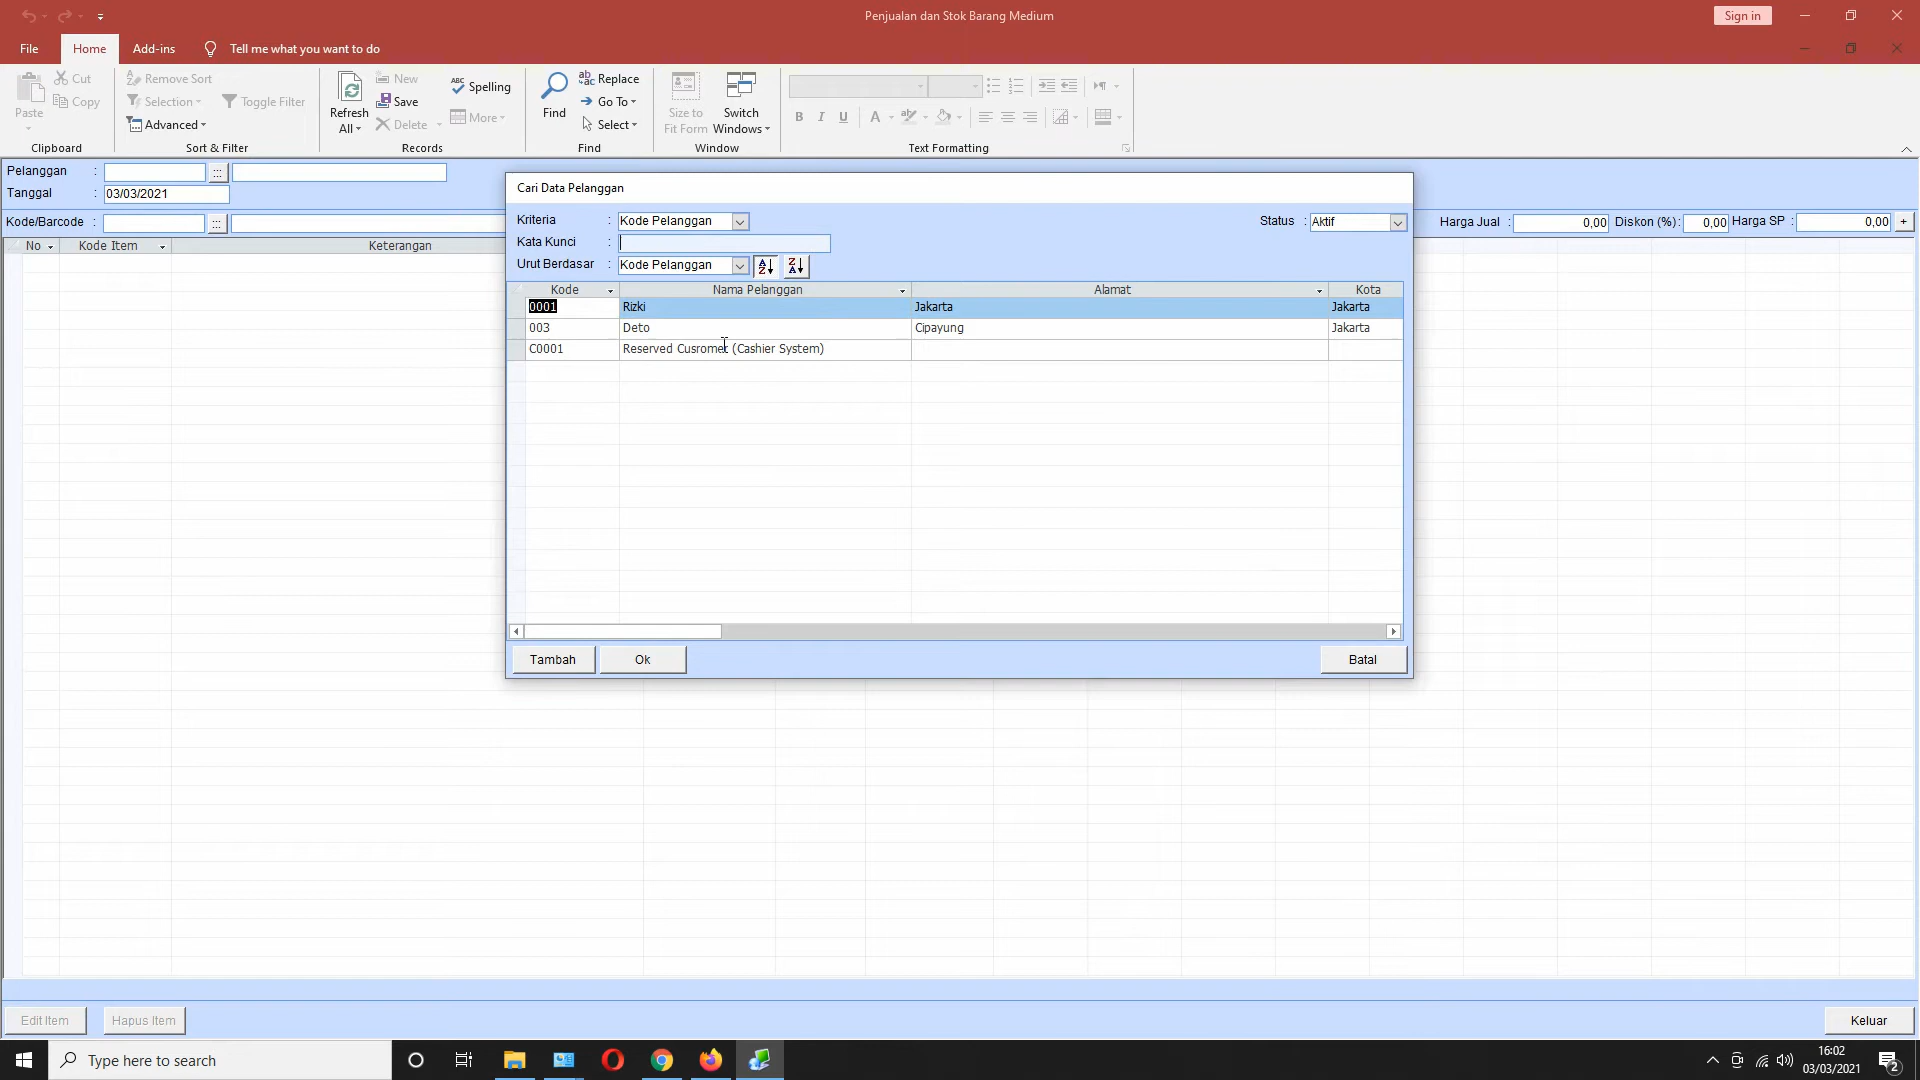 Penjualan dan Stok Barang Medium
Sign in
File
Home
Add-ins
Tell me what you want to do
Paste
Cut
Copy
Clipboard
Remove Sort
Selection
Toggle Filter
Advanced
Sort & Filter
Refresh
All
New
Save
Delete
Spelling
More
Records
Find
Replace
Go To
Select
Find
Size to
Fit Form
Switch
Windows
Window
B I U
A
Text Formatting
Pelanggan :
Tanggal : 03/03/2021
Kode/Barcode :
Harga Jual : 0,00 Diskon (%): 0,00 Harga SP : 0,00 +
No Kode Item Keterangan
Cari Data Pelanggan
Kriteria : Kode Pelanggan
Status : Aktif
Kata Kunci :
Urut Berdasar : Kode Pelanggan
A
Z
Z
A
Kode Nama Pelanggan Alamat Kota
0001 Rizki Jakarta Jakarta
003 Deto Cipayung Jakarta
C0001 Reserved Cusromer (Cashier System)
Tambah
Ok
Batal
Edit Item
Hapus Item
Keluar
Type here to search
16:02
03/03/2021
2